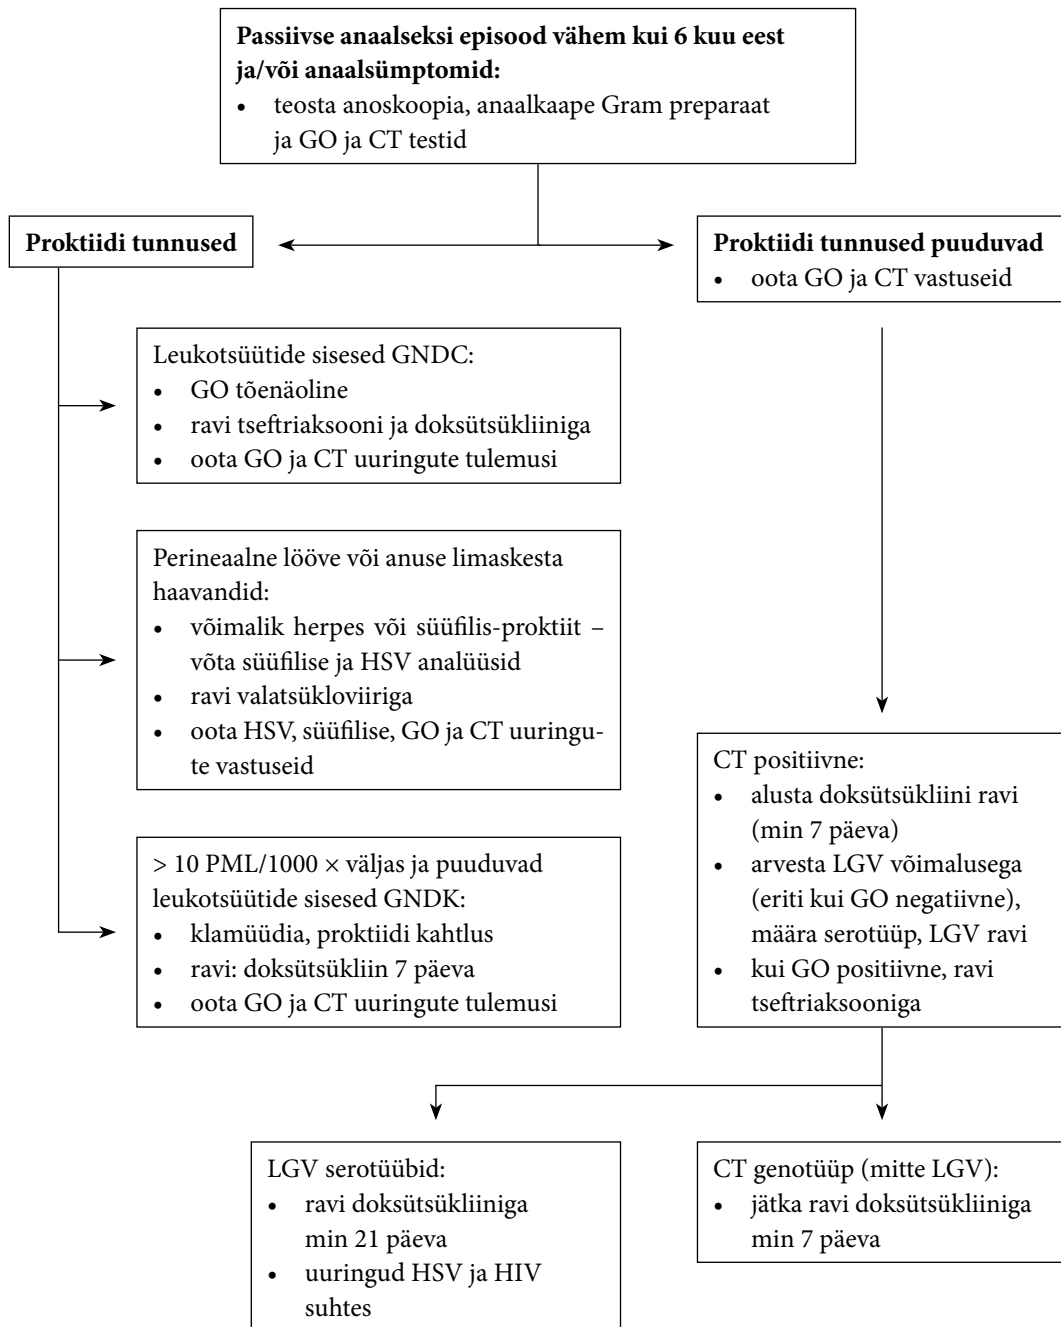 Passiivse anaalseksi episood vähem kui 6 kuu eest
ja/või anaalsümptomid:
• teosta anoskoopia, anaalkaape Gram preparaat
ja GO ja CT testid
Proktiidi tunnused
Proktiidi tunnused puuduvad
• oota GO ja CT vastuseid
Leukotsüütide sisesed GNDC:
• GO tõenäoline
• ravi tseftriaksooni ja doksütsükliiniga
• oota GO ja CT uuringute tulemusi
Perineaalne lööve või anuse limaskesta
haavandid:
• võimalik herpes või süüfilis-proktiit –
võta süüfilise ja HSV analüüsid
• ravi valatsükloviiriga
• oota HSV, süüfilise, GO ja CT uuringu-
te vastuseid
> 10 PML/1000 × väljas ja puuduvad
leukotsüütide sisesed GNDK:
• klamüüdia, proktiidi kahtlus
• ravi: doksütsükliin 7 päeva
• oota GO ja CT uuringute tulemusi
CT positiivne:
• alusta doksütsükliini ravi
(min 7 päeva)
• arvesta LGV võimalusega
(eriti kui GO negatiivne),
määra serotüüp, LGV ravi
• kui GO positiivne, ravi
tseftriaksooniga
LGV serotüübid:
• ravi doksütsükliiniga
min 21 päeva
• uuringud HSV ja HIV
suhtes
CT genotüüp (mitte LGV):
• jätka ravi doksütsükliiniga
min 7 päeva